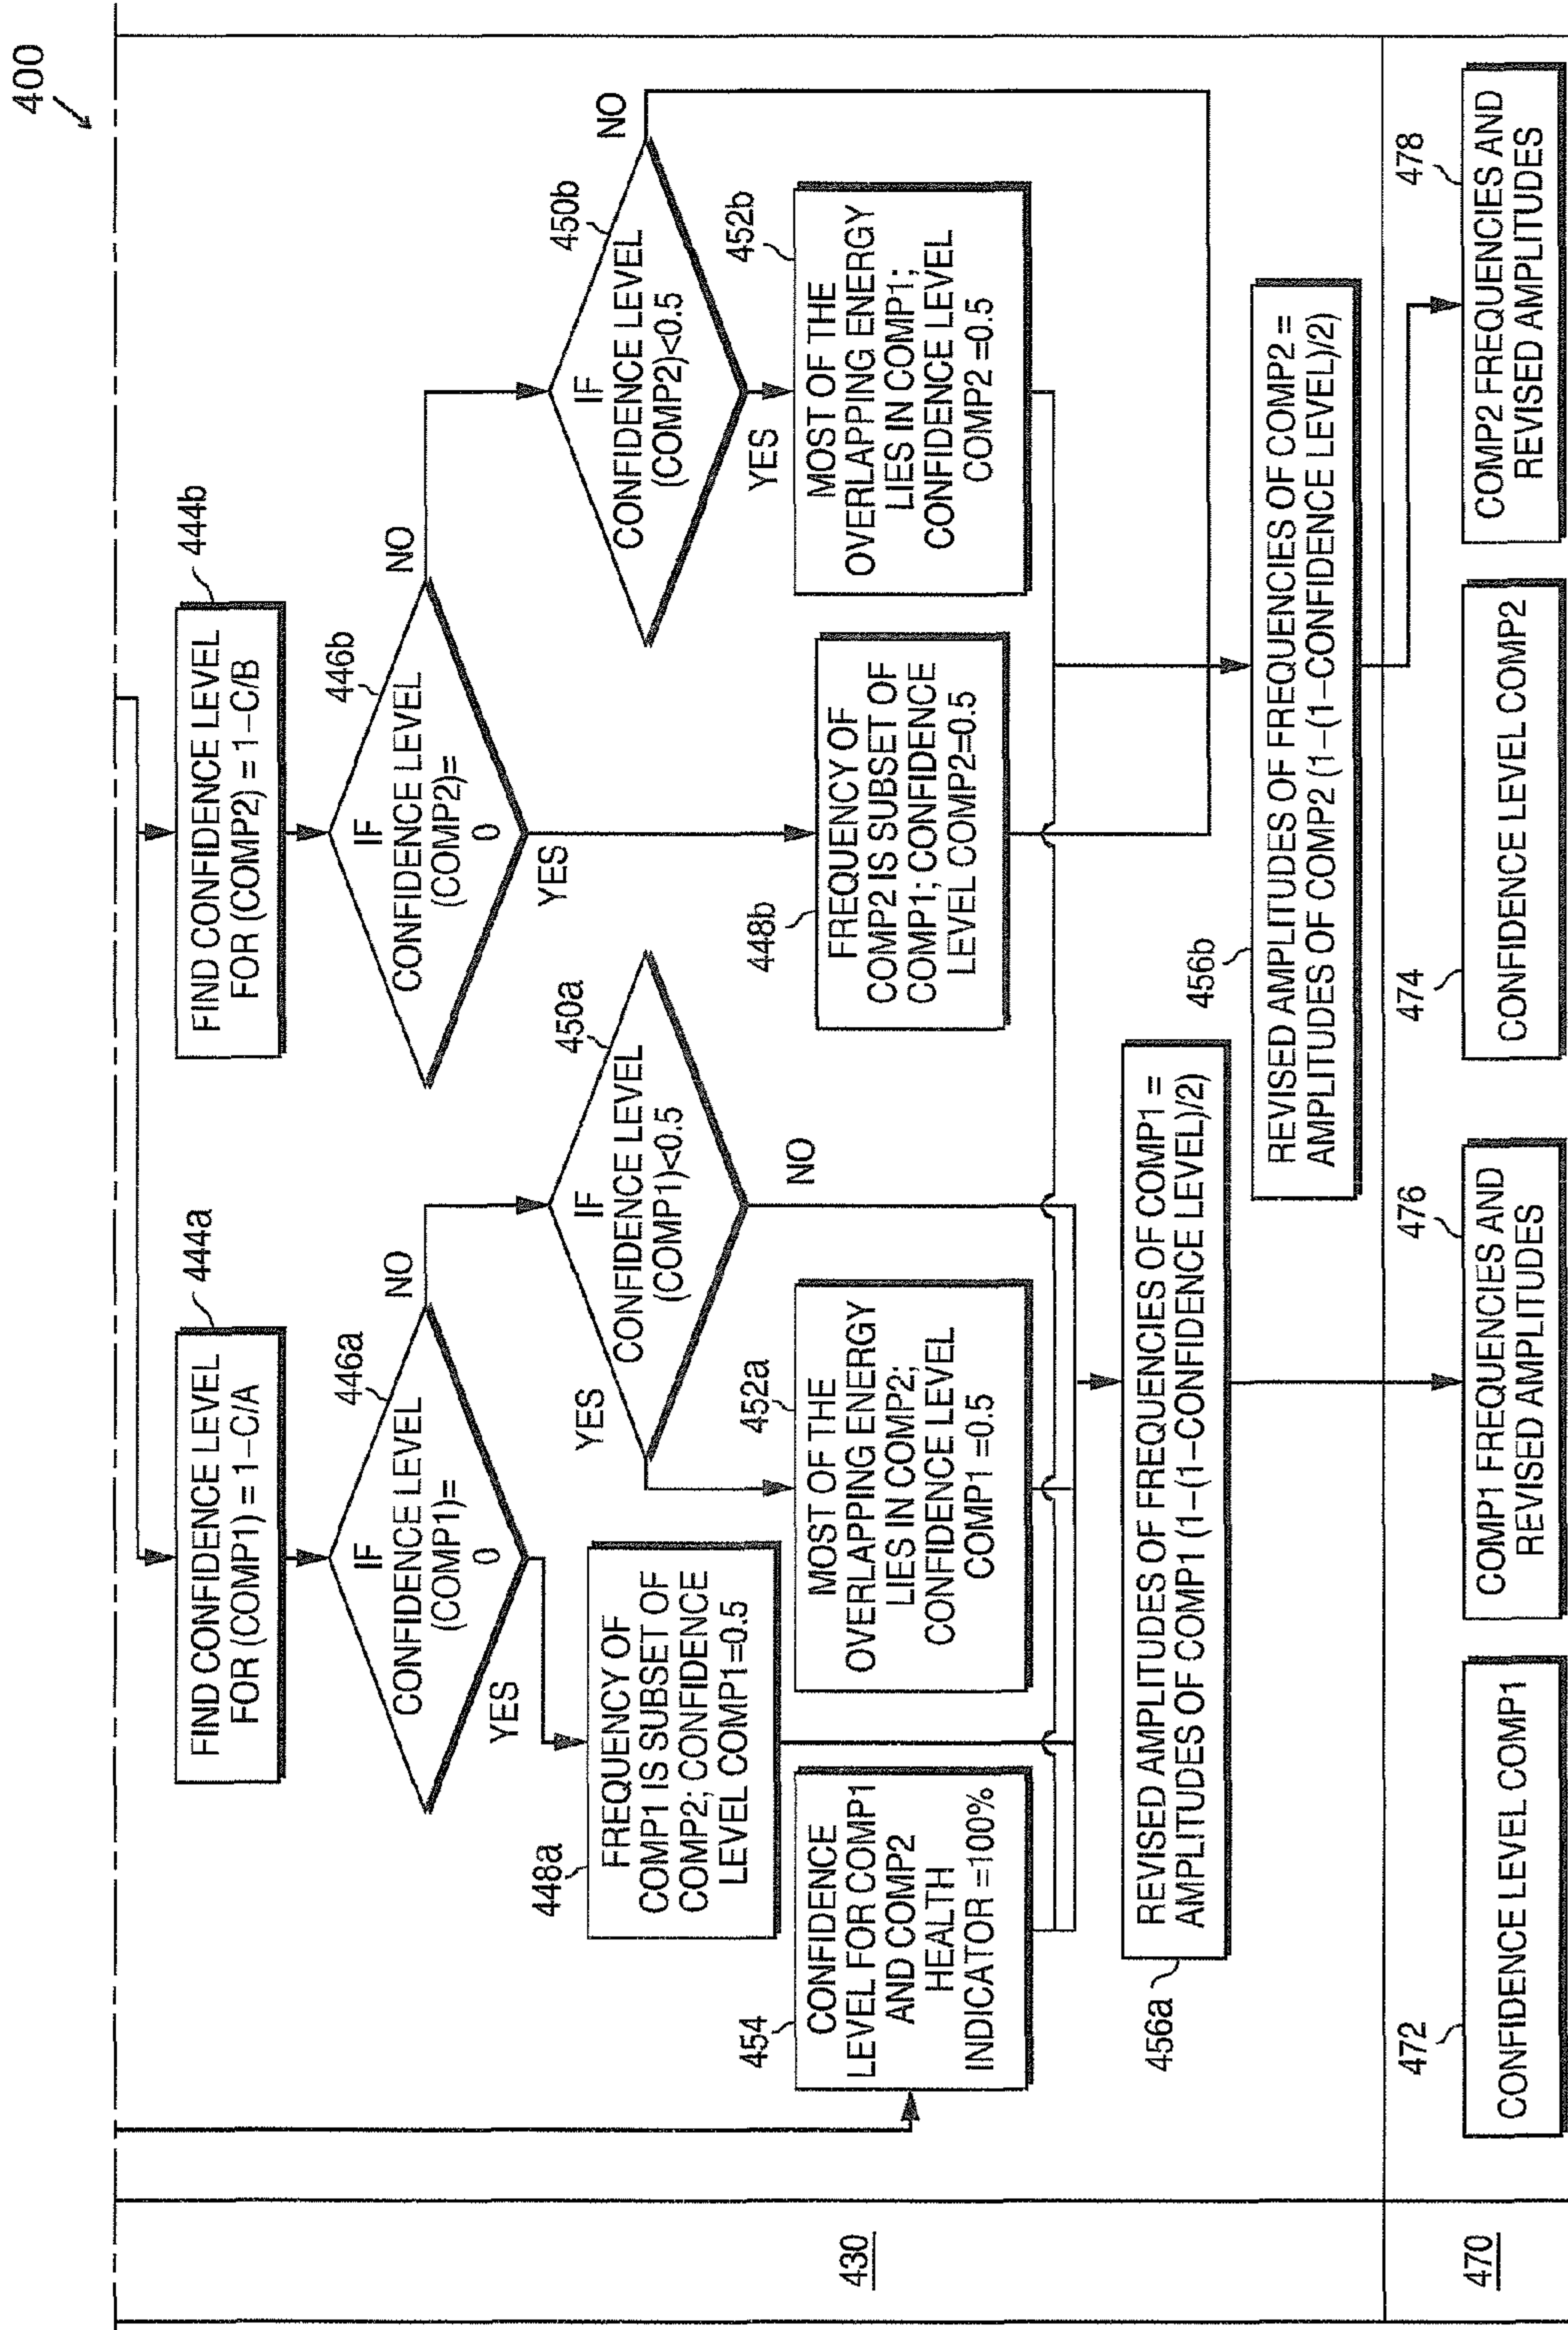 400
444a
FIND CONFIDENCE LEVEL
FOR (COMP1) = 1–C/A
444b
FIND CONFIDENCE LEVEL
FOR (COMP2) = 1–C/B
446a
IF
CONFIDENCE LEVEL
(COMP1)=
0
NO
YES
446b
IF
CONFIDENCE LEVEL
(COMP2)=
0
NO
YES
448a
FREQUENCY OF
COMP1 IS SUBSET OF
COMP2; CONFIDENCE
LEVEL COMP1=0.5
450a
IF
CONFIDENCE LEVEL
(COMP1)<0.5
YES
NO
450b
IF
CONFIDENCE LEVEL
(COMP2)<0.5
NO
YES
454
CONFIDENCE
LEVEL FOR COMP1
AND COMP2
HEALTH
INDICATOR =100%
452a
MOST OF THE
OVERLAPPING ENERGY
LIES IN COMP2;
CONFIDENCE LEVEL
COMP1 =0.5
448b
FREQUENCY OF
COMP2 IS SUBSET OF
COMP1; CONFIDENCE
LEVEL COMP2=0.5
452b
MOST OF THE
OVERLAPPING ENERGY
LIES IN COMP1;
CONFIDENCE LEVEL
COMP2 =0.5
430
456a
REVISED AMPLITUDES OF FREQUENCIES OF COMP1 =
AMPLITUDES OF COMP1 (1–(1–CONFIDENCE LEVEL)/2)
456b
REVISED AMPLITUDES OF FREQUENCIES OF COMP2 =
AMPLITUDES OF COMP2 (1–(1–CONFIDENCE LEVEL)/2)
470
472
CONFIDENCE LEVEL COMP1
476
COMP1 FREQUENCIES AND
REVISED AMPLITUDES
474
CONFIDENCE LEVEL COMP2
478
COMP2 FREQUENCIES AND
REVISED AMPLITUDES